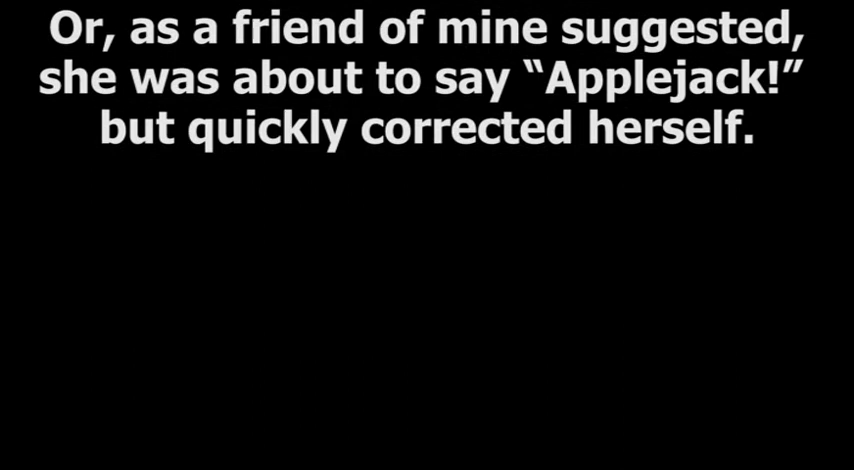 Or, as a friend of mine suggested,
she was about to say “Applejack!”
but quickly corrected herself.